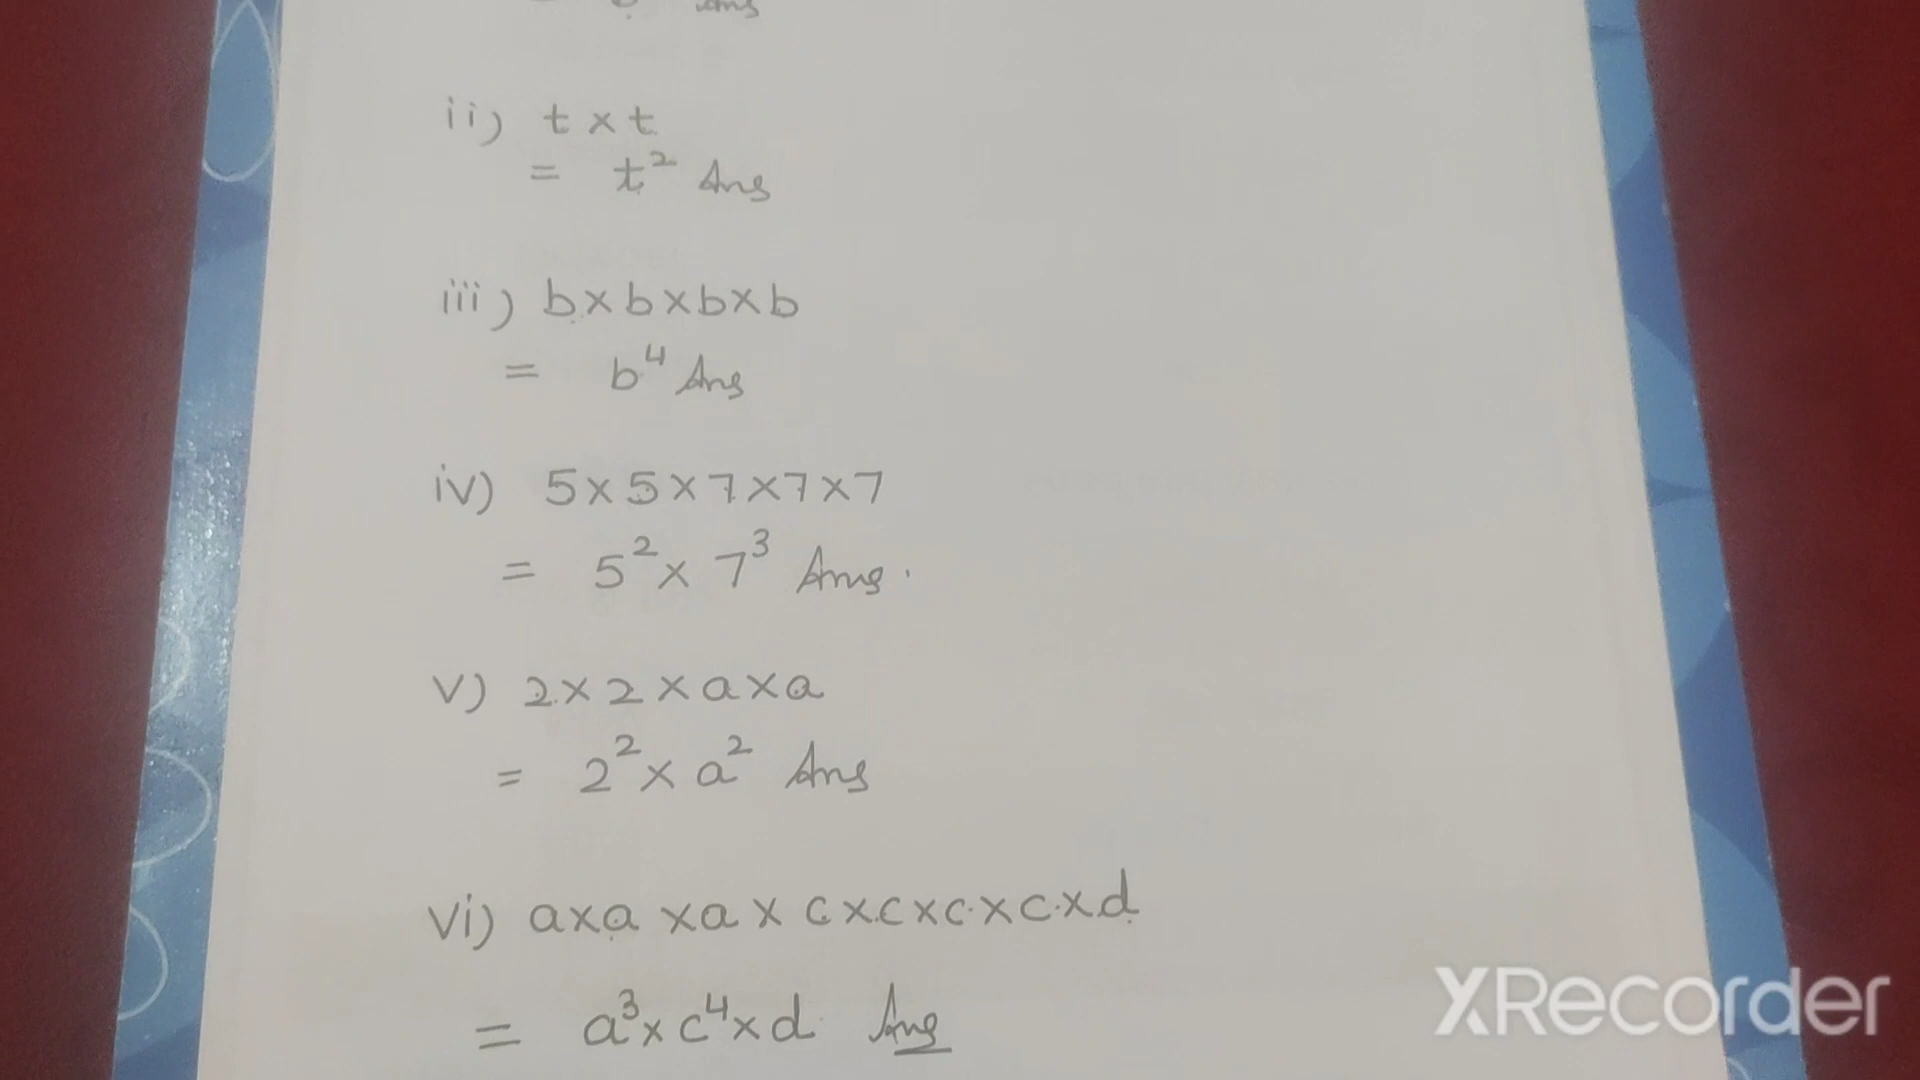 Ans
ii) t × t
= t² Ans
iii) b×b×b×b
= b⁴ Ans
iv) 5×5×7×7×7
= 5² × 7³ Ans.
v) 2×2×a×a
= 2² × a² Ans
vi) a×a×a×c×c×c×c×d
= a³×c⁴×d Ans
XRecorder